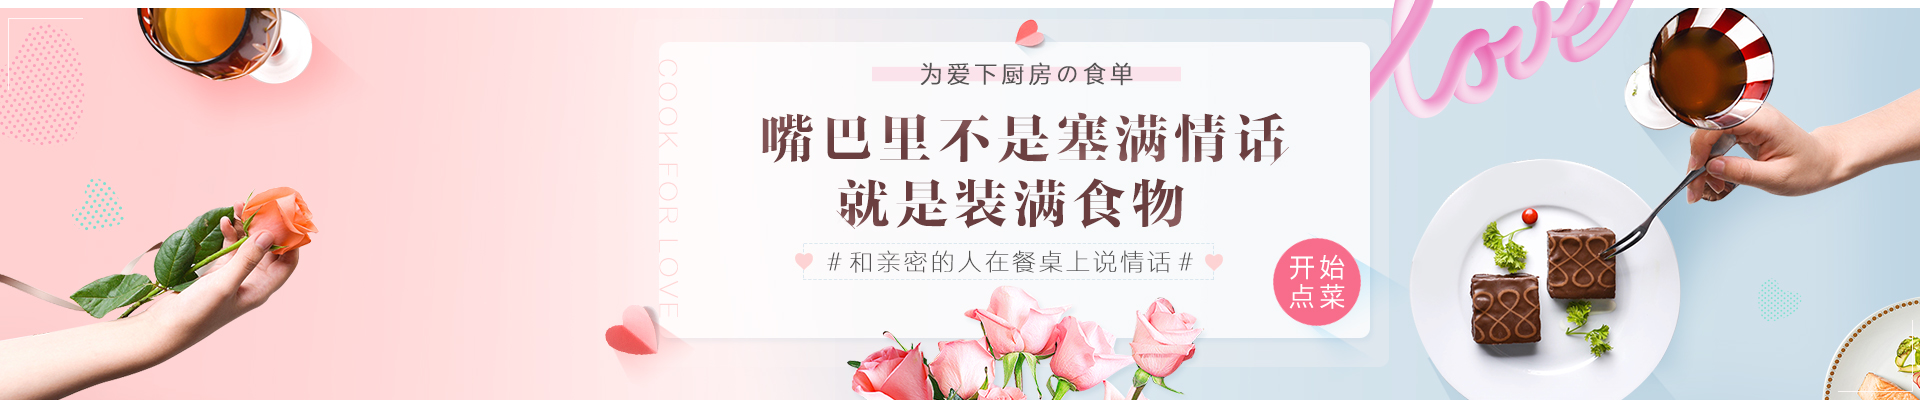 love
为爱下厨房の食单
COOK FOR LOVE
嘴巴里不是塞满情话
就是装满食物
#和亲密的人在餐桌上说情话#
开始
点菜